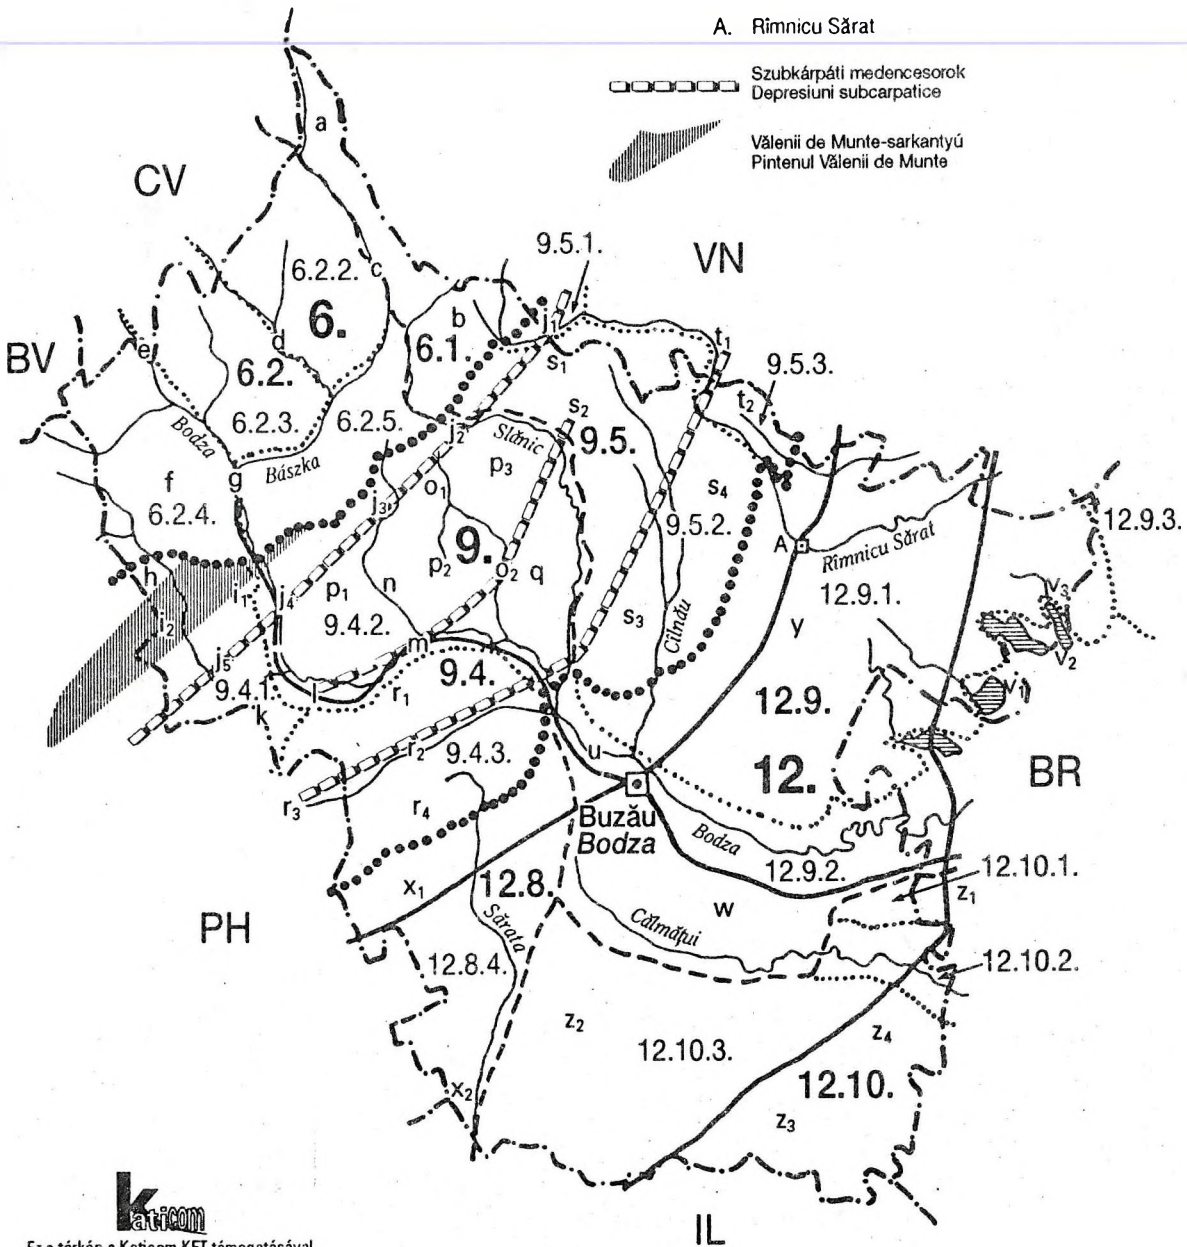 A. Rîmnicu Sărat
Szubkárpáti medencesorok
Depresiuni subcarpatice
Vălenii de Munte-sarkantyú
Pintenul Vălenii de Munte
a
CV
9.5.1.
VN
6.2.2.
c
b
j₁
6.
d
6.1.
s₁
t₁
BV
e
6.2.
9.5.3.
t₂
6.2.3.
6.2.5.
s₂
Bodza
j₂
Slănic
9.5.
f
g
Bászka
p₃
o₁
s₄
6.2.4.
j₃
9.5.2.
12.9.3.
9.
A
Rîmnicu Sărat
h
i₁
p₁
n
p₂
o₂
q
j₄
12.9.1.
v₃
i₂
9.4.2.
s₃
Cîlnău
y
v₂
j₅
m
9.4.
9.4.1.
l
r₁
v₁
k
12.9.
r₂
9.4.3.
u
12.
BR
r₃
r₄
Buzău
Bodza
Bodza
12.9.2.
12.10.1.
x₁
12.8.
w
z₁
PH
Sărata
Călmățui
12.8.4.
12.10.2.
z₂
12.10.3.
z₄
12.10.
x₂
z₃
katicom
IL
Ez a térkép a Katicom KFT támogatásával